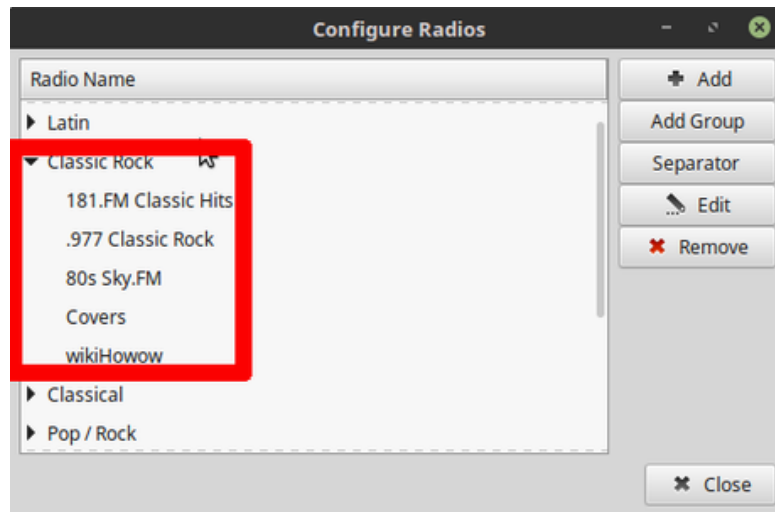 Configure Radios
Radio Name
Add
Latin
Add Group
Classic Rock
Separator
181.FM Classic Hits
Edit
.977 Classic Rock
Remove
80s Sky.FM
Covers
wikiHowow
Classical
Pop / Rock
Close